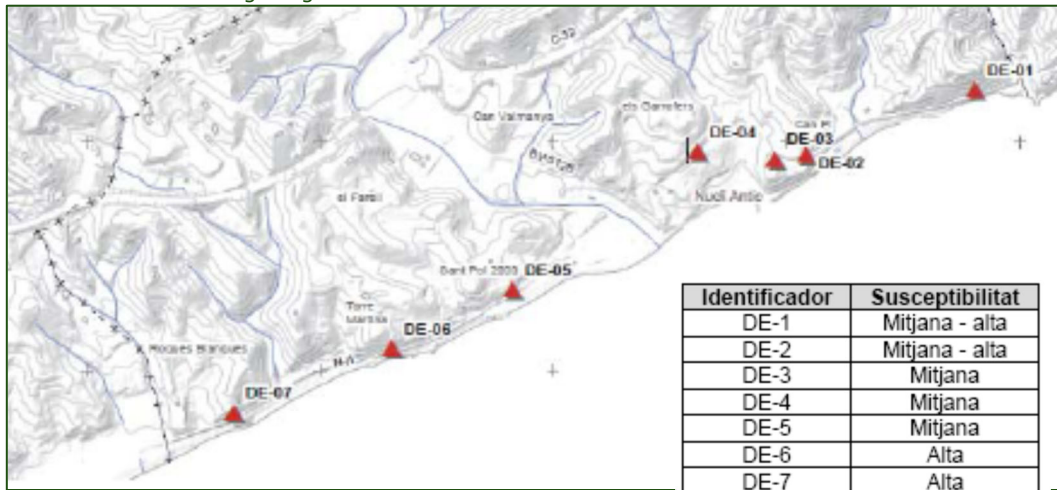 DE-01
C-32
els Garrofers
Can Pi
Can Valmanya
DE-04
DE-03
DE-02
Nucli Antic
el Farell
Sant Pol 2000
DE-05
Torre
Martina
DE-06
Roques Blanques
N-II
DE-07
Identificador Susceptibilitat
DE-1 Mitjana - alta
DE-2 Mitjana - alta
DE-3 Mitjana
DE-4 Mitjana
DE-5 Mitjana
DE-6 Alta
DE-7 Alta